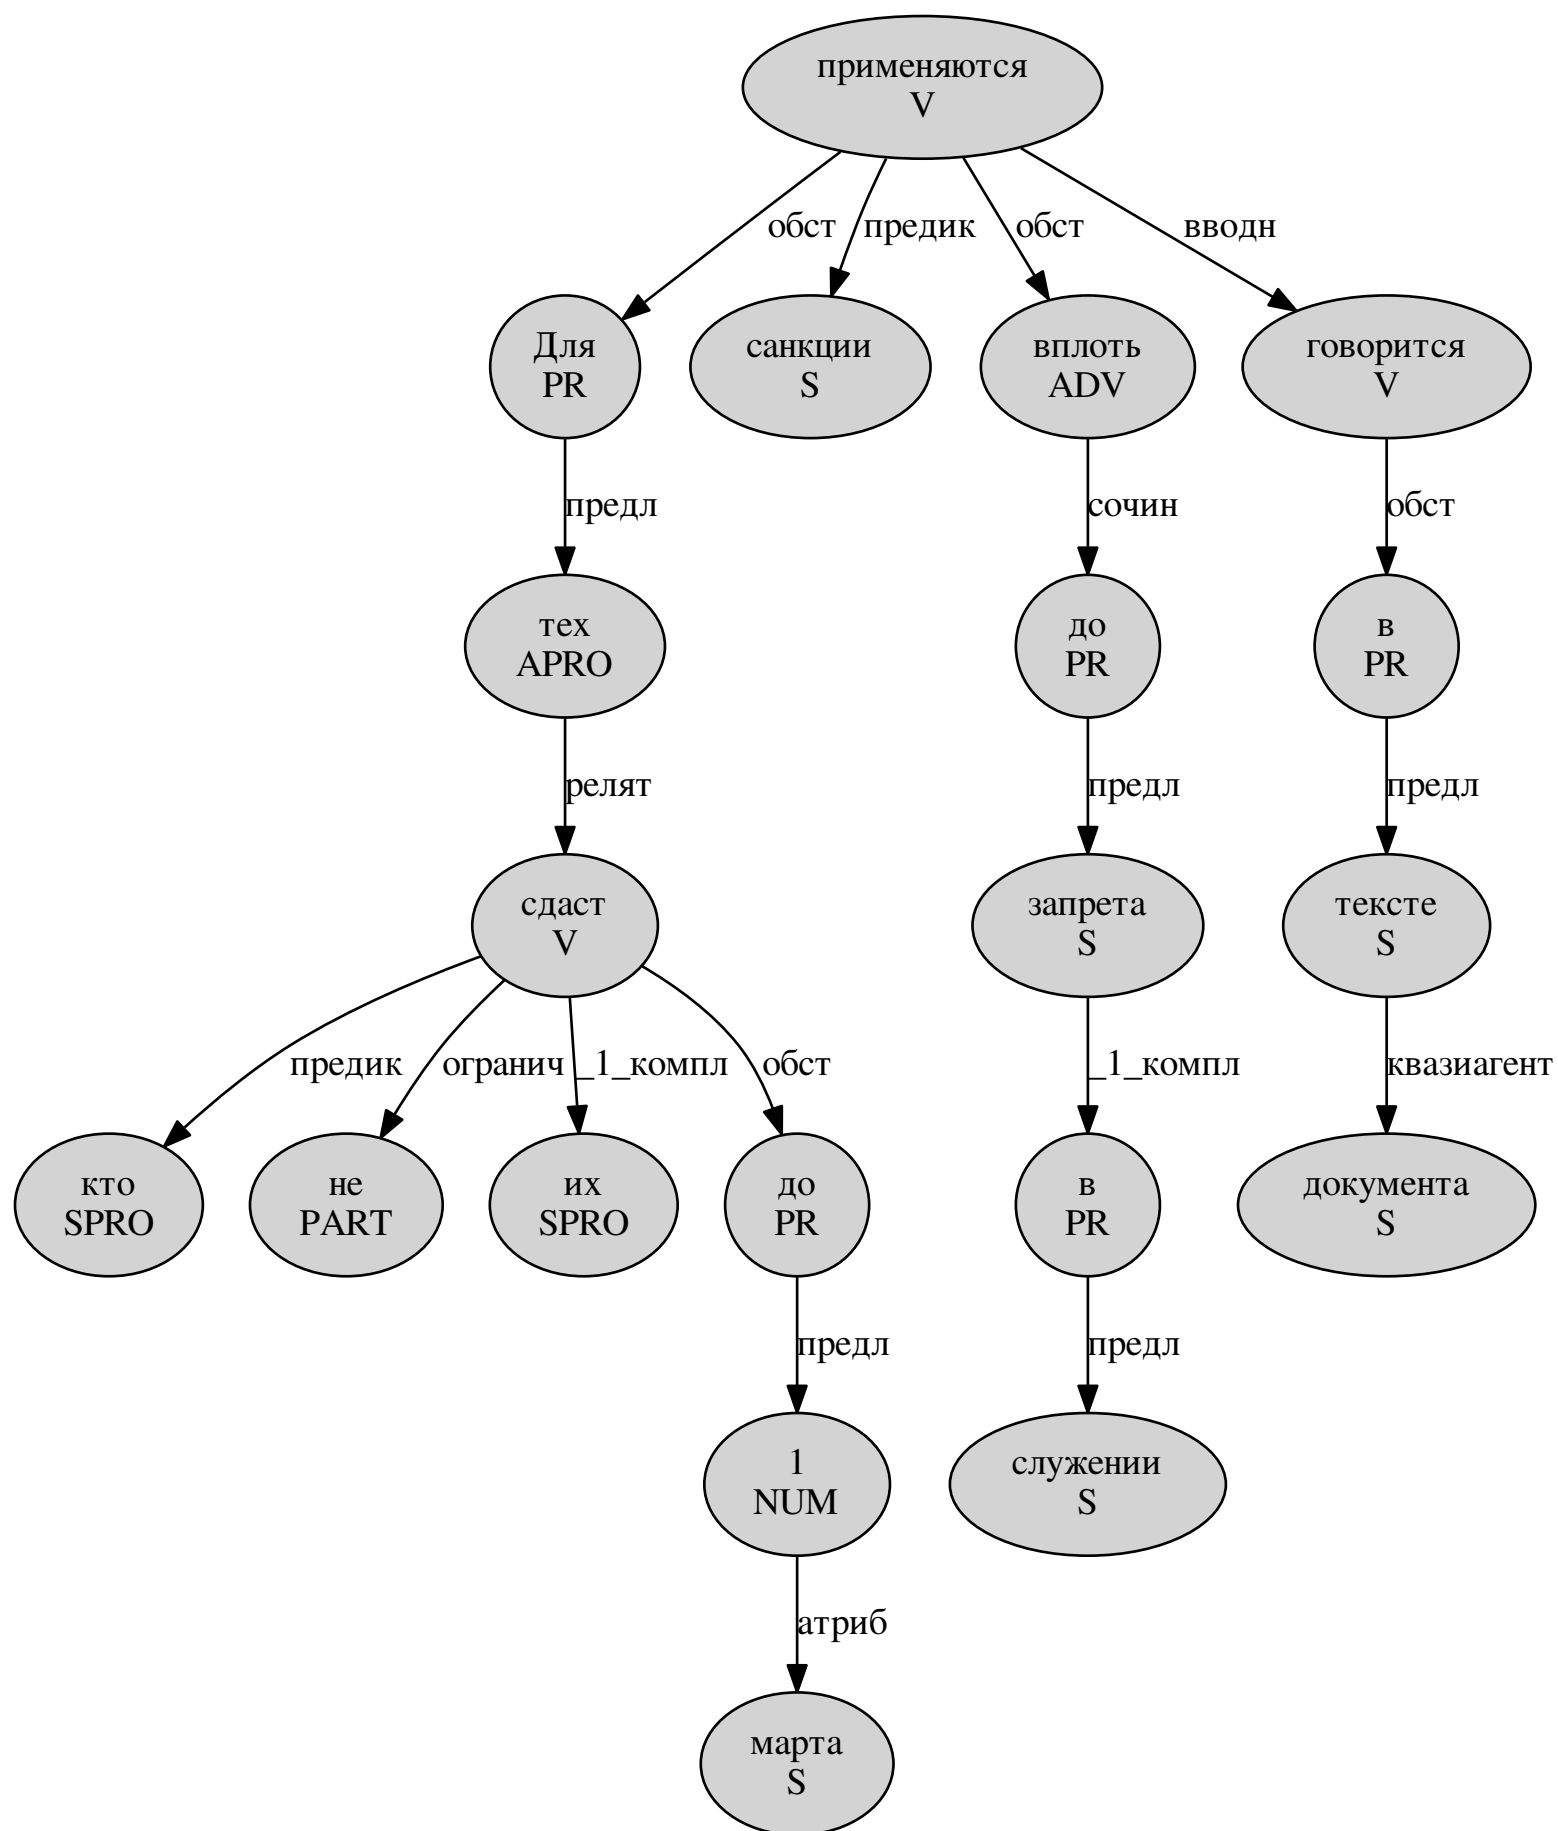 применяются
V
обст
предик
обст
вводн
Для
PR
санкции
S
вплоть
ADV
говорится
V
предл
сочин
обст
тех
APRO
до
PR
в
PR
релят
предл
предл
сдаст
V
запрета
S
тексте
S
предик
огранич
_1_компл
обст
_1_компл
квазиагент
кто
SPRO
не
PART
их
SPRO
до
PR
в
PR
документа
S
предл
предл
1
NUM
служении
S
атриб
марта
S